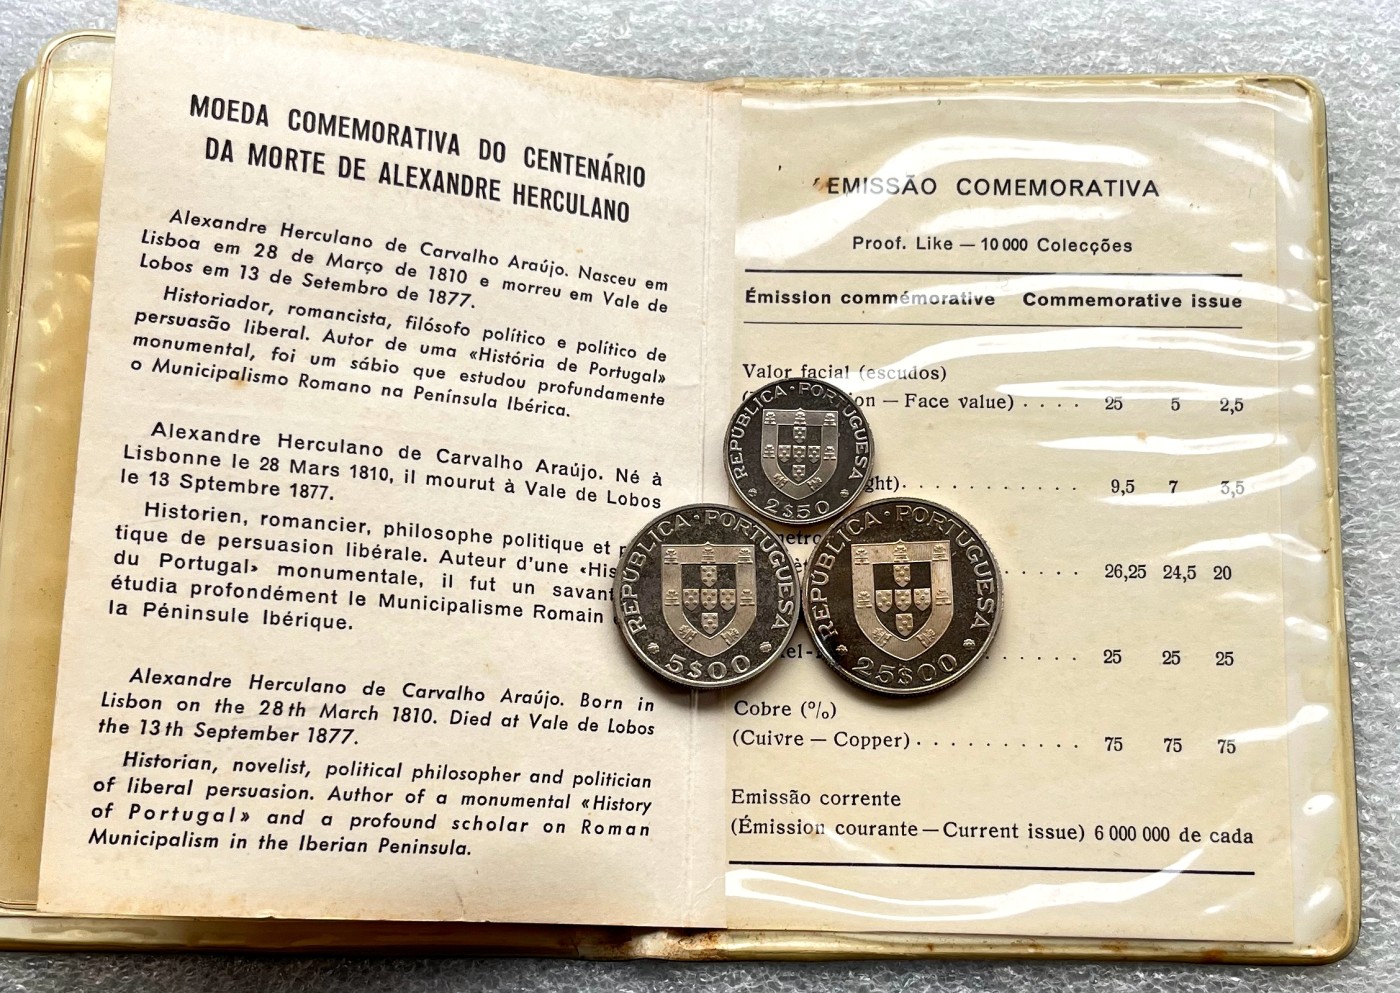 MOEDA COMEMORATIVA DO CENTENÁRIO
DA MORTE DE ALEXANDRE HERCULANO
Alexandre Herculano de Carvalho Araújo. Nasceu em
Lisboa em 28 de Março de 1810 e morreu em Vale de
Lobos em 13 de Setembro de 1877.
Historiador, romancista, filósofo político e político de
persuasão liberal. Autor de uma «História de Portugal»
monumental, foi um sábio que estudou profundamente
o Municipalismo Romano na Península Ibérica.
Alexandre Herculano de Carvalho Araújo. Né à
Lisbonne le 28 Mars 1810, il mourut à Vale de Lobos
le 13 Sptembre 1877.
Historien, romancier, philosophe politique et
tique de persuasion libérale. Auteur d'une
du Portugal» monumentale, il fut un savant
étudia profondément le Municipalisme Romain
la Péninsule Ibérique.
Alexandre Herculano de Carvalho Araújo. Born in
Lisbon on the 28th March 1810. Died at Vale de Lobos
the 13th September 1877.
Historian, novelist, political philosopher and politician
of liberal persuasion. Author of a monumental «History
of Portugal» and a profound scholar on Roman
Municipalism in the Iberian Peninsula.
EMISSÃO COMEMORATIVA
Proof. Like — 10 000 Colecções
Émission commémorative Commemorative issue
Valor facial (escudos)
— Face value) . . . . 25 5 2,5
. . . . . . . . . . . 9,5 7 3,5
. . . . . 26,25 24,5 20
. . . . . 25 25 25
Cobre (%)
(Cuivre — Copper) . . . . . . . . . . 75 75 75
Emissão corrente
(Émission courante — Current issue) 6 000 000 de cada
REPÚBLICA · PORTUGUESA
2$50
REPÚBLICA · PORTUGUESA
5$00
REPÚBLICA · PORTUGUESA
25$00